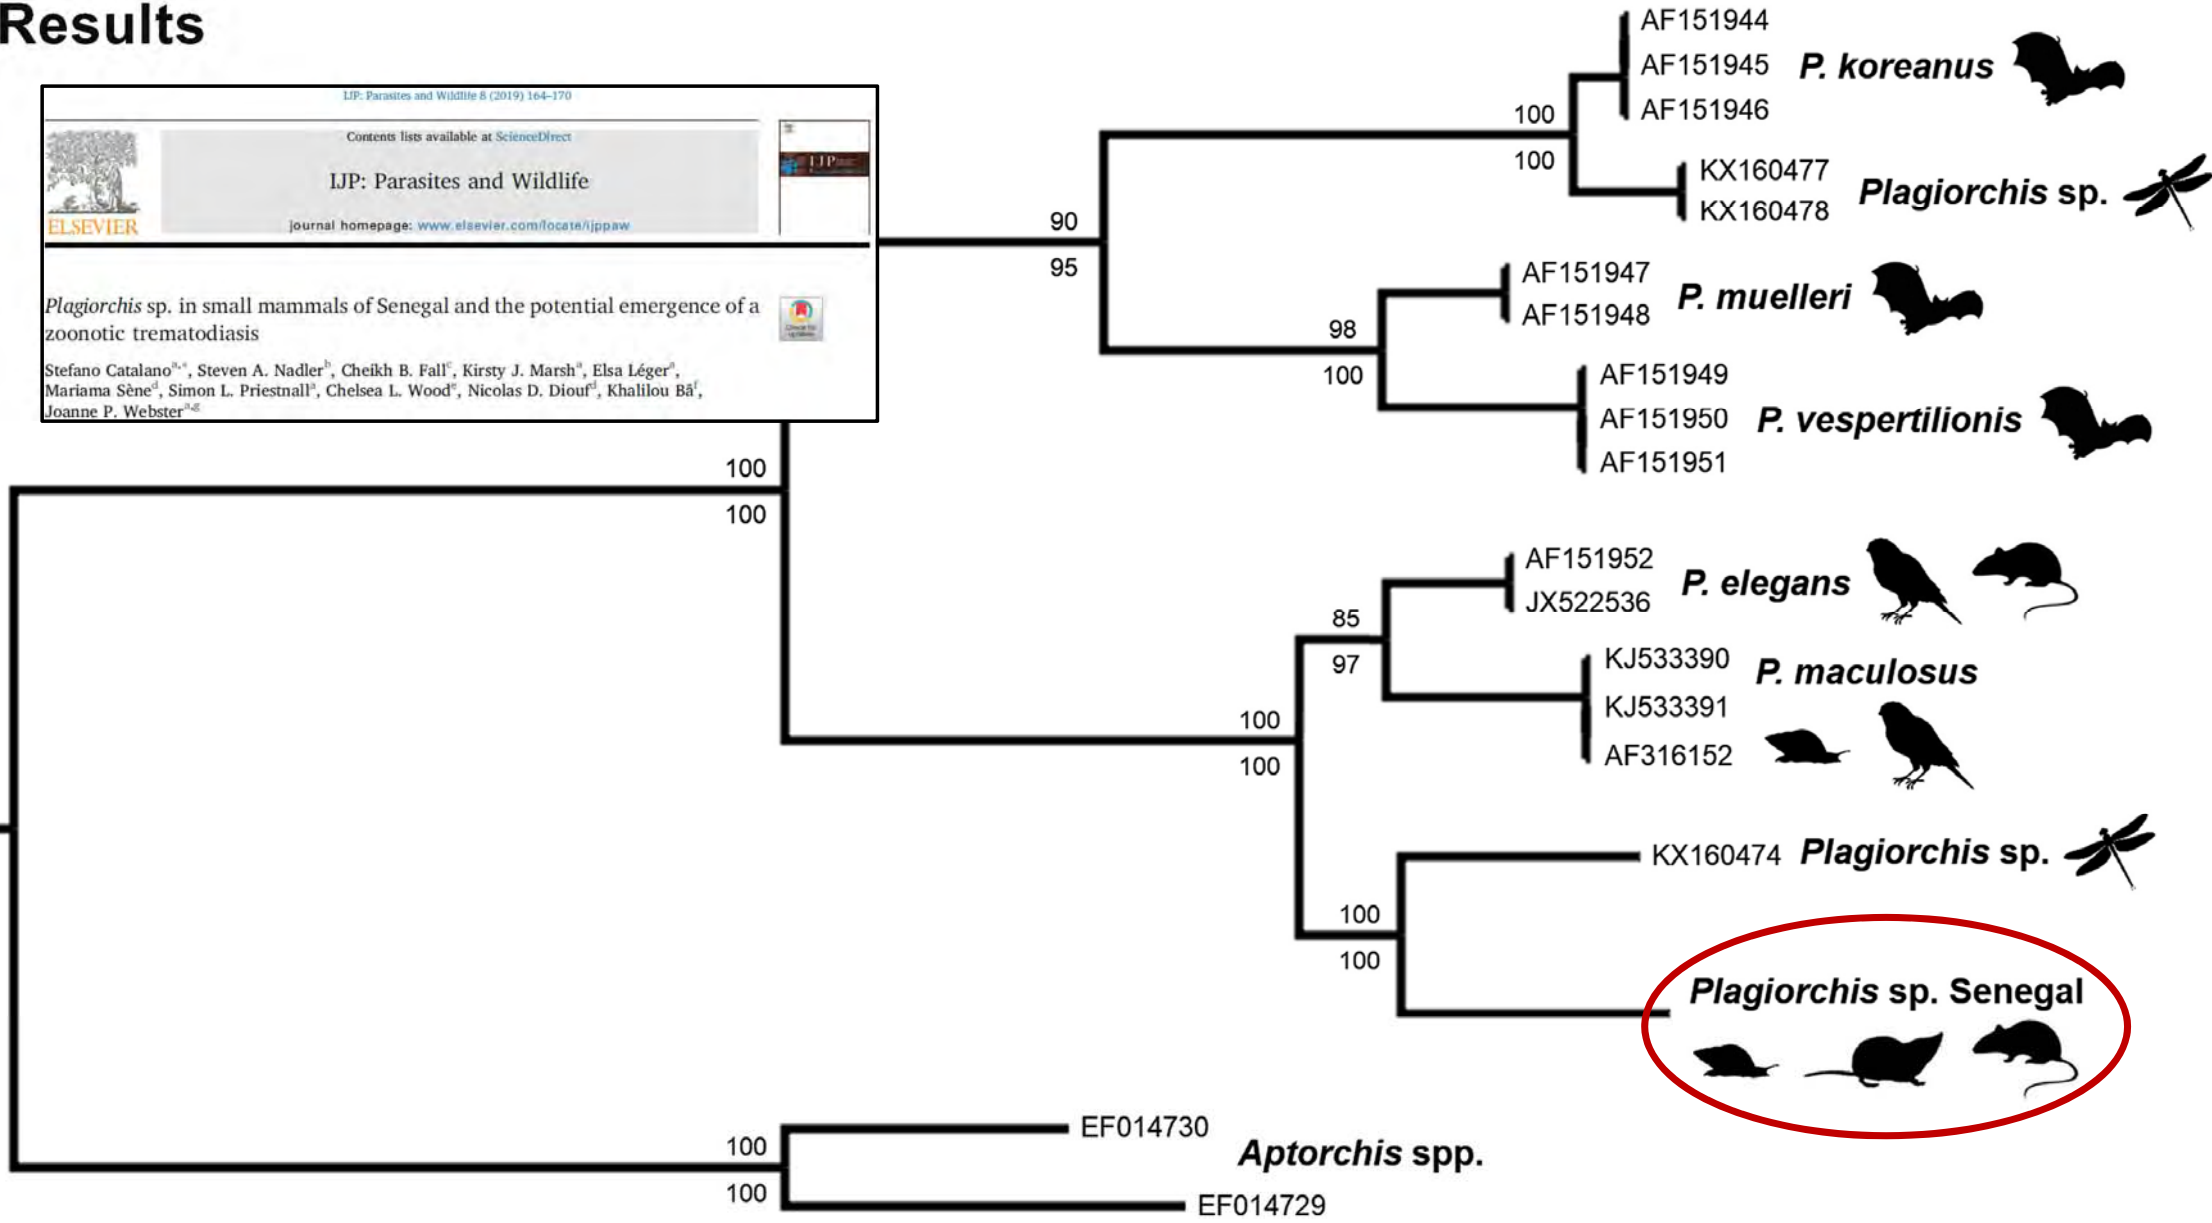 Results
IJP: Parasites and Wildlife 8 (2019) 164–170
Contents lists available at ScienceDirect
IJP: Parasites and Wildlife
journal homepage: www.elsevier.com/locate/ijppaw
ELSEVIER
IJP
Plagiorchis sp. in small mammals of Senegal and the potential emergence of a
zoonotic trematodiasis
Stefano Catalano a,*, Steven A. Nadler b, Cheikh B. Fall c, Kirsty J. Marsh a, Elsa Léger a,
Mariama Sène d, Simon L. Priestnall a, Chelsea L. Wood e, Nicolas D. Diouf d, Khalilou Bâ f,
Joanne P. Webster a,g
AF151944
AF151945 P. koreanus
AF151946
100
100
KX160477
KX160478
Plagiorchis sp.
90
95
AF151947
AF151948
P. muelleri
98
100
AF151949
AF151950 P. vespertilionis
AF151951
100
100
AF151952
JX522536
P. elegans
85
97
KJ533390
P. maculosus
KJ533391
AF316152
100
100
KX160474 Plagiorchis sp.
100
100
Plagiorchis sp. Senegal
EF014730
100
100
Aptorchis spp.
EF014729